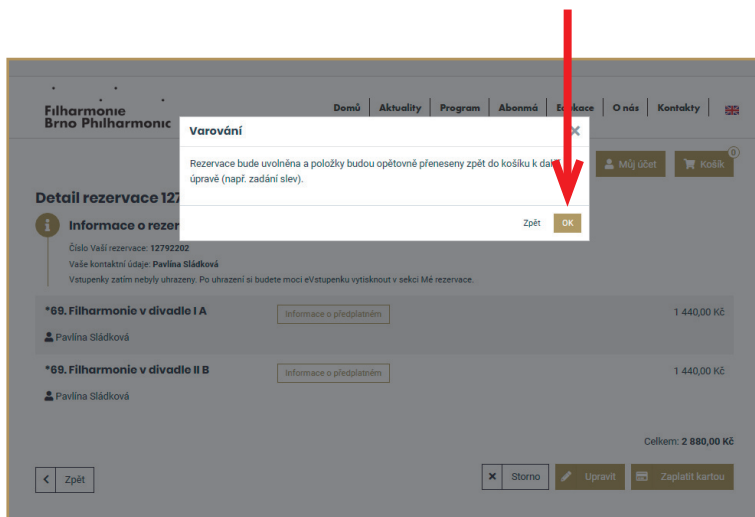 Filharmonie
Brno Philharmonic
Domů Aktuality Program Abonmá Edukace O nás Kontakty
Varování
Rezervace bude uvolněna a položky budou opětovně přeneseny zpět do košíku k další
úpravě (např. zadání slev).
Zpět OK
Můj účet Košík 0
Detail rezervace 127
Informace o rezer
Číslo Vaší rezervace: 12792202
Vaše kontaktní údaje: Pavlína Sládková
Vstupenky zatím nebyly uhrazeny. Po uhrazení si budete moci eVstupenku vytisknout v sekci Mé rezervace.
*69. Filharmonie v divadle I A Informace o předplatném 1 440,00 Kč
Pavlína Sládková
*69. Filharmonie v divadle II B Informace o předplatném 1 440,00 Kč
Pavlína Sládková
Celkem: 2 880,00 Kč
Zpět Storno Upravit Zaplatit kartou